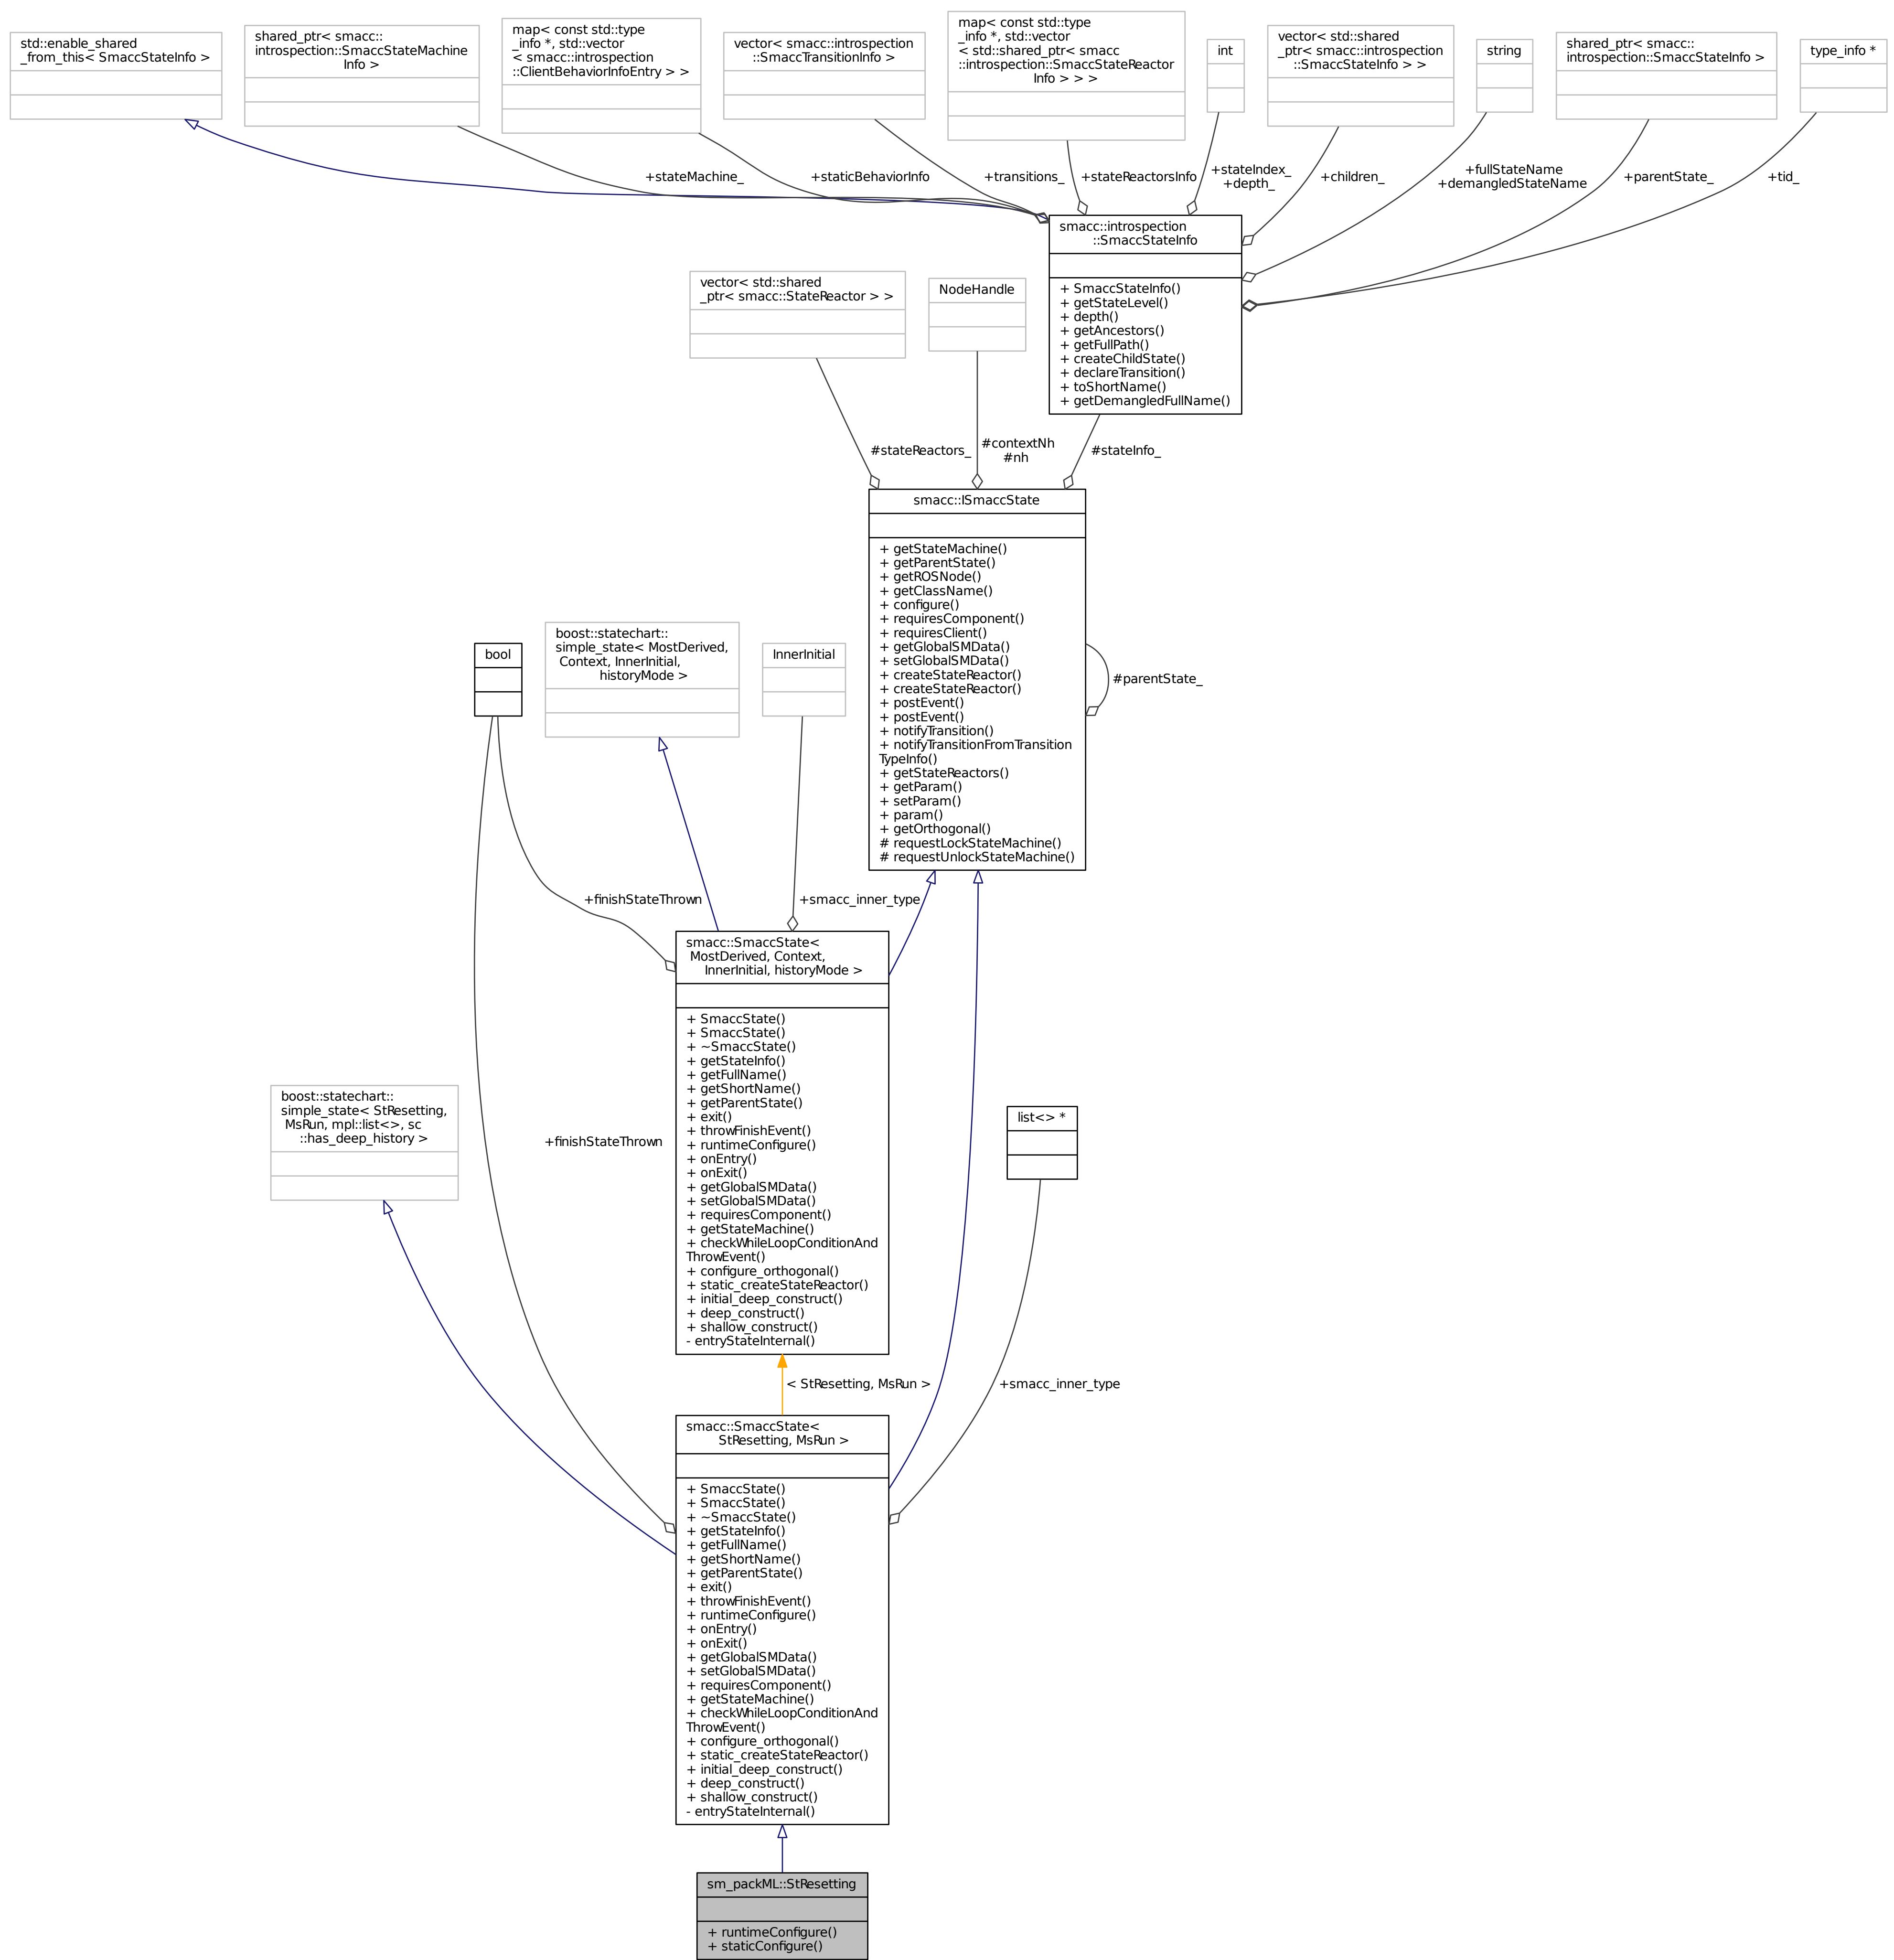 std::enable_shared
_from_this< SmaccStateInfo >
shared_ptr< smacc::
introspection::SmaccStateMachine
Info >
map< const std::type
_info *, std::vector
< smacc::introspection
::ClientBehaviorInfoEntry > >
vector< smacc::introspection
::SmaccTransitionInfo >
map< const std::type
_info *, std::vector
< std::shared_ptr< smacc
::introspection::SmaccStateReactor
Info > > >
int
vector< std::shared
_ptr< smacc::introspection
::SmaccStateInfo > >
string
shared_ptr< smacc::
introspection::SmaccStateInfo >
type_info *
+stateMachine_
+staticBehaviorInfo
+transitions_
+stateReactorsInfo
+stateIndex_
+depth_
+children_
+fullStateName
+demangledStateName
+parentState_
+tid_
smacc::introspection
::SmaccStateInfo
+ SmaccStateInfo()
+ getStateLevel()
+ depth()
+ getAncestors()
+ getFullPath()
+ createChildState()
+ declareTransition()
+ toShortName()
+ getDemangledFullName()
vector< std::shared
_ptr< smacc::StateReactor > >
NodeHandle
#stateReactors_
#contextNh
#nh
#stateInfo_
smacc::ISmaccState
+ getStateMachine()
+ getParentState()
+ getROSNode()
+ getClassName()
+ configure()
+ requiresComponent()
+ requiresClient()
+ getGlobalSMData()
+ setGlobalSMData()
+ createStateReactor()
+ createStateReactor()
+ postEvent()
+ postEvent()
+ notifyTransition()
+ notifyTransitionFromTransition
TypeInfo()
+ getStateReactors()
+ getParam()
+ setParam()
+ param()
+ getOrthogonal()
# requestLockStateMachine()
# requestUnlockStateMachine()
#parentState_
bool
boost::statechart::
simple_state< MostDerived,
Context, InnerInitial,
historyMode >
InnerInitial
+finishStateThrown
+smacc_inner_type
smacc::SmaccState<
MostDerived, Context,
InnerInitial, historyMode >
+ SmaccState()
+ SmaccState()
+ ~SmaccState()
+ getStateInfo()
+ getFullName()
+ getShortName()
+ getParentState()
+ exit()
+ throwFinishEvent()
+ runtimeConfigure()
+ onEntry()
+ onExit()
+ getGlobalSMData()
+ setGlobalSMData()
+ requiresComponent()
+ getStateMachine()
+ checkWhileLoopConditionAnd
ThrowEvent()
+ configure_orthogonal()
+ static_createStateReactor()
+ initial_deep_construct()
+ deep_construct()
+ shallow_construct()
- entryStateInternal()
boost::statechart::
simple_state< StResetting,
MsRun, mpl::list<>, sc
::has_deep_history >
+finishStateThrown
list<> *
< StResetting, MsRun >
+smacc_inner_type
smacc::SmaccState<
StResetting, MsRun >
+ SmaccState()
+ SmaccState()
+ ~SmaccState()
+ getStateInfo()
+ getFullName()
+ getShortName()
+ getParentState()
+ exit()
+ throwFinishEvent()
+ runtimeConfigure()
+ onEntry()
+ onExit()
+ getGlobalSMData()
+ setGlobalSMData()
+ requiresComponent()
+ getStateMachine()
+ checkWhileLoopConditionAnd
ThrowEvent()
+ configure_orthogonal()
+ static_createStateReactor()
+ initial_deep_construct()
+ deep_construct()
+ shallow_construct()
- entryStateInternal()
sm_packML::StResetting
+ runtimeConfigure()
+ staticConfigure()